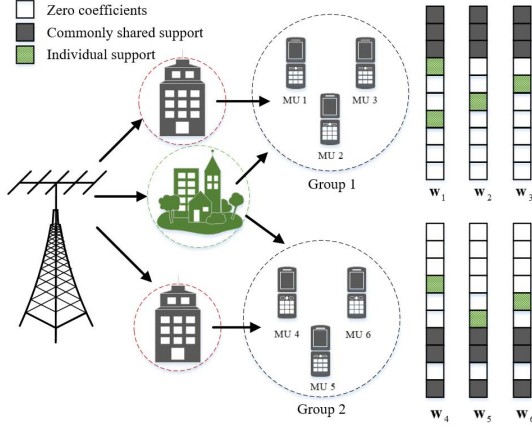 Zero coefficients
Commonly shared support
Individual support
MU 1
MU 3
MU 2
Group 1
w1
w2
w3
MU 4
MU 6
MU 5
Group 2
w4
w5
w6